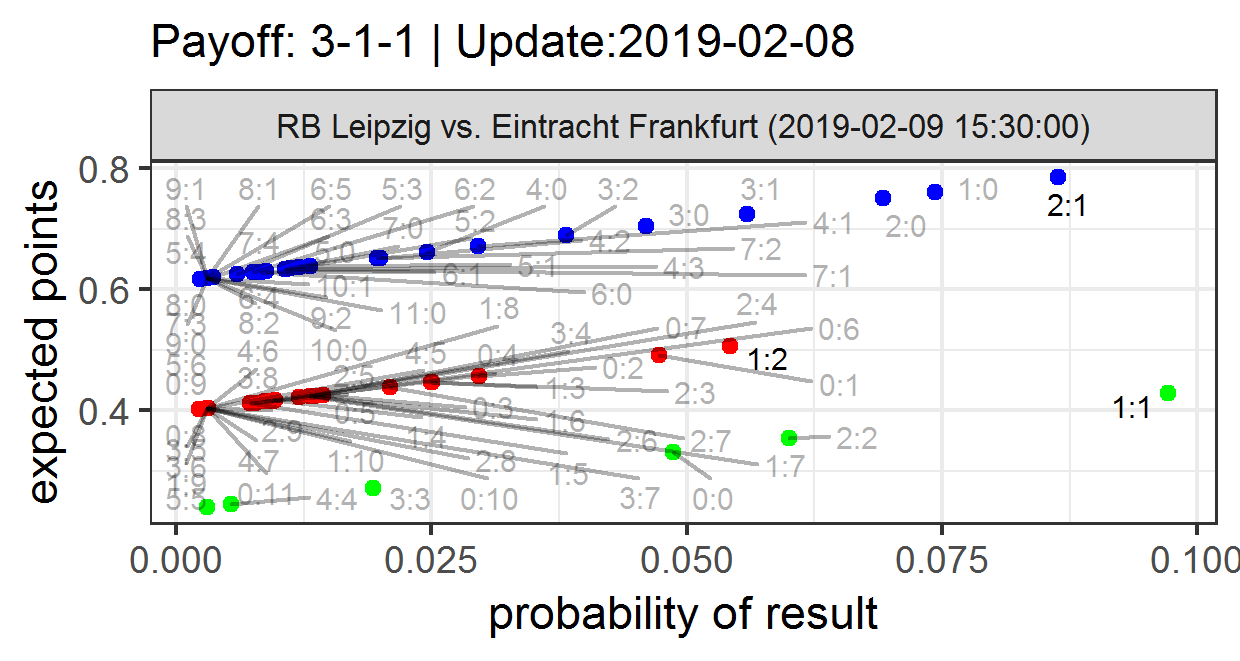 Payoff: 3-1-1 | Update:2019-02-08
RB Leipzig vs. Eintracht Frankfurt (2019-02-09 15:30:00)
expected points
0.8
0.6
0.4
9:1 8:1 6:5 5:3 6:2 4:0 3:2 3:1 1:0
8:3 6:3 7:0 5:2 3:0 2:1
5:4 7:4 5:0 4:2 4:1 2:0
7:2
6:1 5:1 4:3 7:1
10:1 6:0
8:0 6:4 11:0 1:8 2:4
7:3 8:2 9:2 3:4 0:7 0:6
9:0 4:6 10:0 4:5 0:4 1:2
5:6 0:2
0:9 3:8 2:5 1:3 2:3 0:1
0:5 0:3 1:6 1:1
2:9 1:4 2:6 2:7 2:2
3:6 4:7 1:10 2:8 1:5 1:7
1:9
5:5 0:11 4:4 3:3 0:10 3:7 0:0
0.000 0.025 0.050 0.075 0.100
probability of result